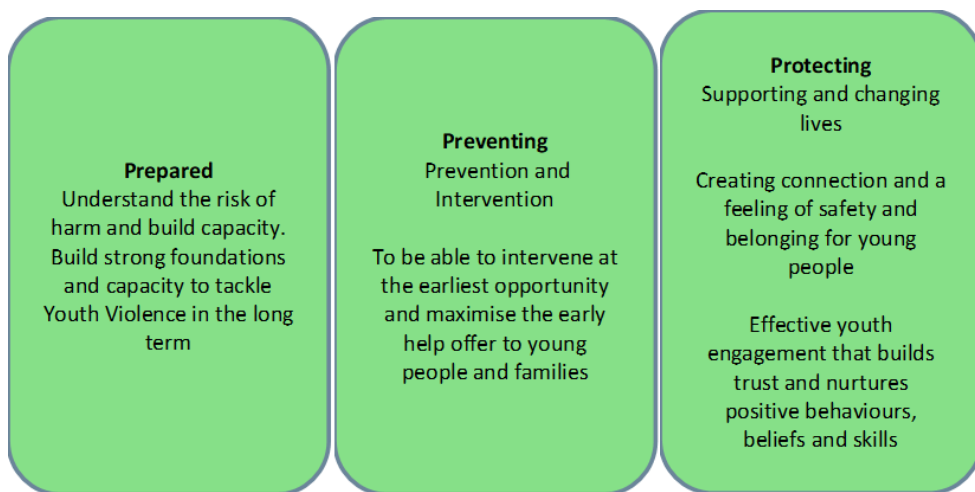 Prepared
Understand the risk of
harm and build capacity.
Build strong foundations
and capacity to tackle
Youth Violence in the long
term
Preventing
Prevention and
Intervention
To be able to intervene at
the earliest opportunity
and maximise the early
help offer to young
people and families
Protecting
Supporting and changing
lives
Creating connection and a
feeling of safety and
belonging for young
people
Effective youth
engagement that builds
trust and nurtures
positive behaviours,
beliefs and skills